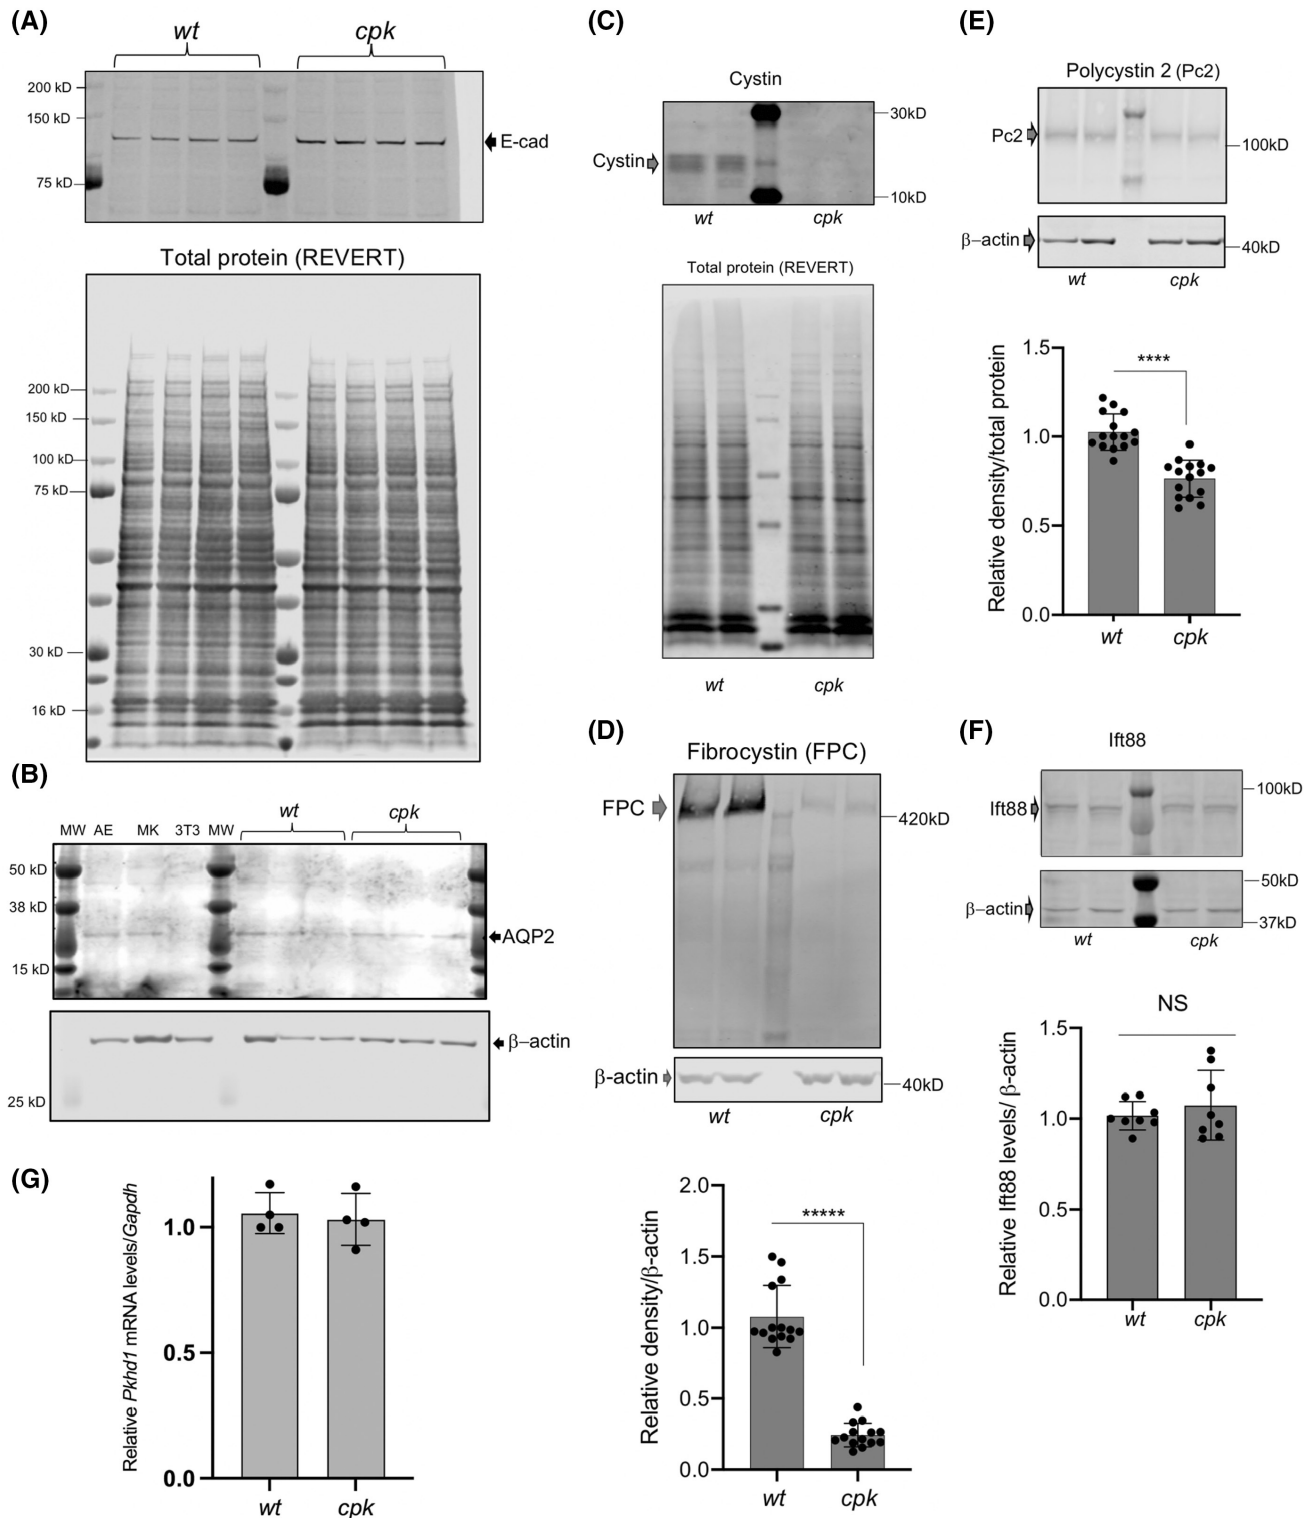 (A)
wt
cpk
200 kD
150 kD
75 kD
E-cad
Total protein (REVERT)
200 kD
150 kD
100 kD
75 kD
30 kD
16 kD
(B)
wt
cpk
MW AE MK 3T3 MW
50 kD
38 kD
15 kD
AQP2
β–actin
25 kD
(C)
Cystin
30kD
Cystin
10kD
wt
cpk
Total protein (REVERT)
wt
cpk
(D)
Fibrocystin (FPC)
FPC
420kD
β-actin
40kD
wt
cpk
2.0
1.5
1.0
0.5
0.0
Relative density/β-actin
*****
wt
cpk
(E)
Polycystin 2 (Pc2)
Pc2
100kD
β–actin
40kD
wt
cpk
1.5
1.0
0.5
0.0
Relative density/total protein
****
wt
cpk
(F)
Ift88
100kD
Ift88
50kD
β–actin
37kD
wt
cpk
NS
1.5
1.0
0.5
0.0
Relative Ift88 levels/ β-actin
wt
cpk
(G)
1.0
0.5
0.0
Relative Pkhd1 mRNA levels/Gapdh
wt
cpk